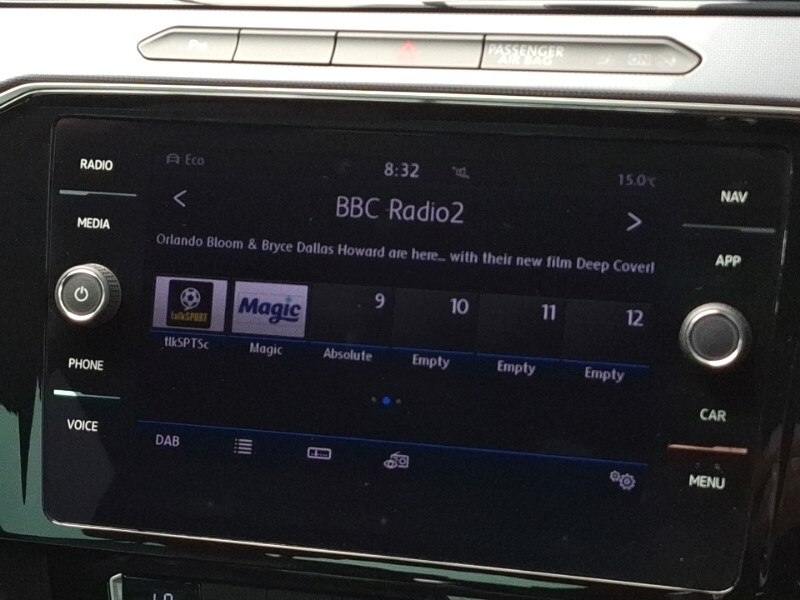 PASSENGER
AIR BAG
ON
RADIO
MEDIA
PHONE
VOICE
Eco
8:32
15.0°C
< BBC Radio2 >
Orlando Bloom & Bryce Dallas Howard are here... with their new film Deep Cover!
talkSPORT
Magic
9
10
11
12
tlkSPTSc
Magic
Absolute
Empty
Empty
Empty
DAB
NAV
APP
CAR
MENU
LO